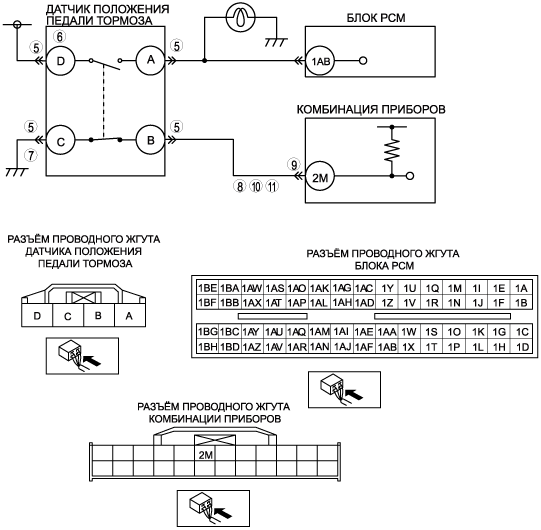 ДАТЧИК ПОЛОЖЕНИЯ
ПЕДАЛИ ТОРМОЗА
БЛОК PCM
5
6
D
A
5
1AB
КОМБИНАЦИЯ ПРИБОРОВ
5
7
C
B
5
8
10
11
9
2M
РАЗЪЁМ ПРОВОДНОГО ЖГУТА
ДАТЧИКА ПОЛОЖЕНИЯ
ПЕДАЛИ ТОРМОЗА
D C B A
РАЗЪЁМ ПРОВОДНОГО ЖГУТА
БЛОКА PCM
1BE 1BA 1AW 1AS 1AO 1AK 1AG 1AC 1Y 1U 1Q 1M 1I 1E 1A
1BF 1BB 1AX 1AT 1AP 1AL 1AH 1AD 1Z 1V 1R 1N 1J 1F 1B
1BG 1BC 1AY 1AU 1AQ 1AM 1AI 1AE 1AA 1W 1S 1O 1K 1G 1C
1BH 1BD 1AZ 1AV 1AR 1AN 1AJ 1AF 1AB 1X 1T 1P 1L 1H 1D
РАЗЪЁМ ПРОВОДНОГО ЖГУТА
КОМБИНАЦИИ ПРИБОРОВ
2M